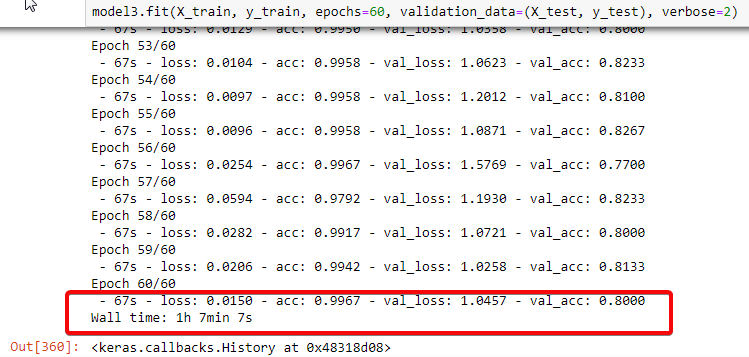 model3.fit(X_train, y_train, epochs=60, validation_data=(X_test, y_test), verbose=2)
- 67s - loss: 0.0129 - acc: 0.9950 - val_loss: 1.0358 - val_acc: 0.8000
Epoch 53/60
- 67s - loss: 0.0104 - acc: 0.9958 - val_loss: 1.0623 - val_acc: 0.8233
Epoch 54/60
- 67s - loss: 0.0097 - acc: 0.9958 - val_loss: 1.2012 - val_acc: 0.8100
Epoch 55/60
- 67s - loss: 0.0096 - acc: 0.9958 - val_loss: 1.0871 - val_acc: 0.8267
Epoch 56/60
- 67s - loss: 0.0254 - acc: 0.9967 - val_loss: 1.5769 - val_acc: 0.7700
Epoch 57/60
- 67s - loss: 0.0594 - acc: 0.9792 - val_loss: 1.1930 - val_acc: 0.8233
Epoch 58/60
- 67s - loss: 0.0282 - acc: 0.9917 - val_loss: 1.0721 - val_acc: 0.8000
Epoch 59/60
- 67s - loss: 0.0206 - acc: 0.9942 - val_loss: 1.0258 - val_acc: 0.8133
Epoch 60/60
- 67s - loss: 0.0150 - acc: 0.9967 - val_loss: 1.0457 - val_acc: 0.8000
Wall time: 1h 7min 7s
Out[360]: <keras.callbacks.History at 0x48318d08>